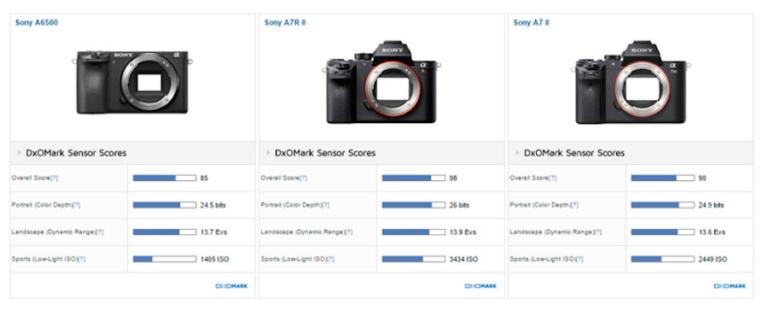 Sony A6500
SONY
DxOMark Sensor Scores
Overall Score[?] 85
Portrait (Color Depth)[?] 24.5 bits
Landscape (Dynamic Range)[?] 13.7 Evs
Sports (Low-Light ISO)[?] 1405 ISO
DXOMARK
Sony A7R II
SONY
DxOMark Sensor Scores
Overall Score[?] 98
Portrait (Color Depth)[?] 26 bits
Landscape (Dynamic Range)[?] 13.9 Evs
Sports (Low-Light ISO)[?] 3434 ISO
DXOMARK
Sony A7 II
SONY
DxOMark Sensor Scores
Overall Score[?] 90
Portrait (Color Depth)[?] 24.9 bits
Landscape (Dynamic Range)[?] 13.6 Evs
Sports (Low-Light ISO)[?] 2449 ISO
DXOMARK